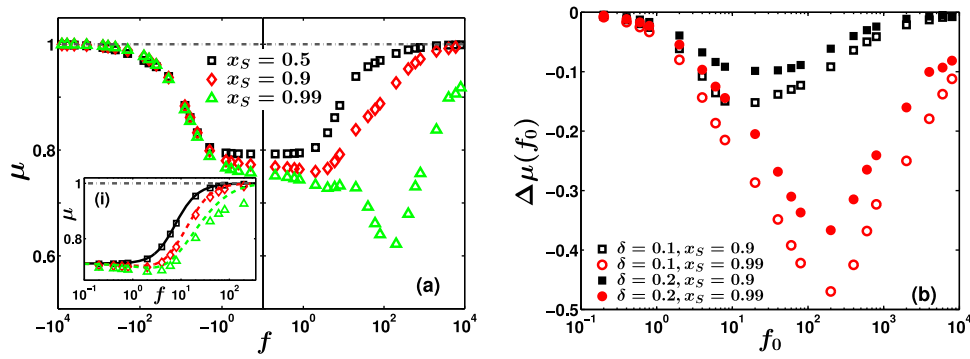 1
0.8
0.6
μ
x_S = 0.5
x_S = 0.9
x_S = 0.99
(a)
−10^4 −10^2 −10^0 10^0 10^2 10^4
f
(i)
μ
1
0.8
10^-1 10^0 f 10^1 10^2
Δμ(f_0)
0
−0.1
−0.2
−0.3
−0.4
−0.5
δ = 0.1, x_S = 0.9
δ = 0.1, x_S = 0.99
δ = 0.2, x_S = 0.9
δ = 0.2, x_S = 0.99
(b)
10^-1 10^0 10^1 10^2 10^3 10^4
f_0